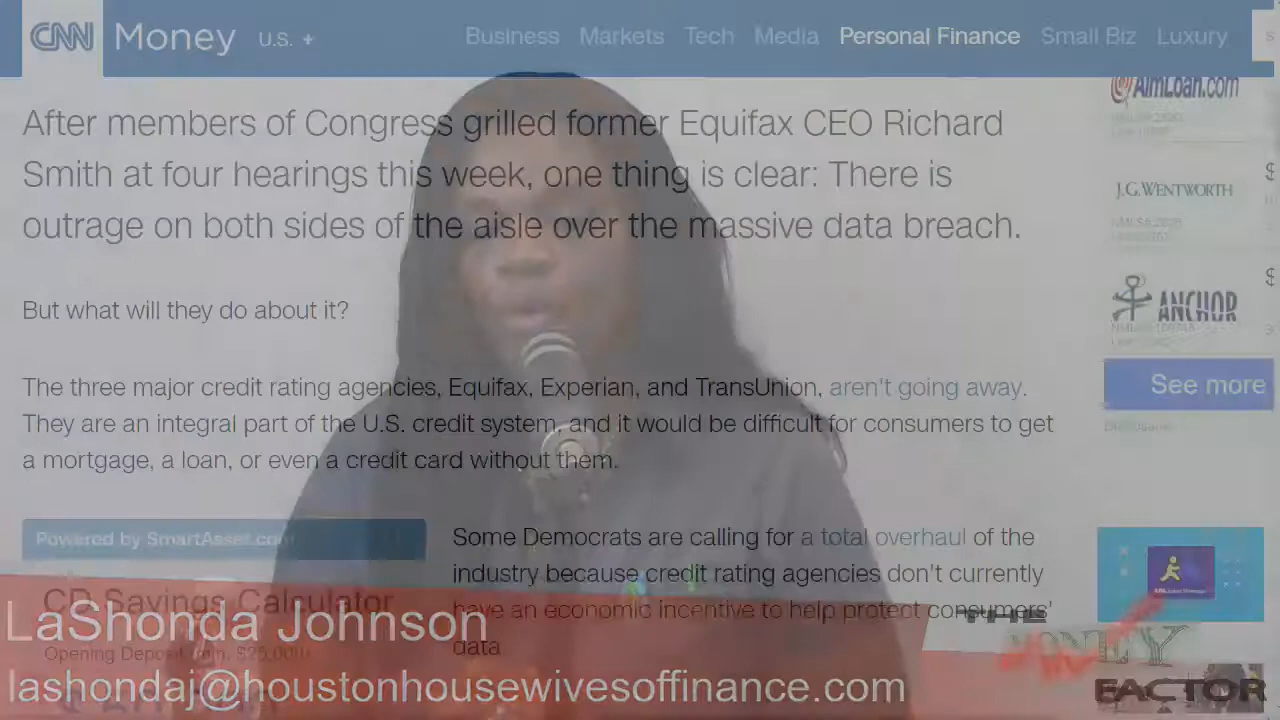 CNN Money U.S. + Business Markets Tech Media Personal Finance Small Biz Luxury
AimLoan.com
After members of Congress grilled former Equifax CEO Richard
Smith at four hearings this week, one thing is clear: There is
outrage on both sides of the aisle over the massive data breach.
$
J.G. WENTWORTH
But what will they do about it?
$
ANCHOR
The three major credit rating agencies, Equifax, Experian, and TransUnion, aren't going away.
They are an integral part of the U.S. credit system, and it would be difficult for consumers to get
a mortgage, a loan, or even a credit card without them.
See more
Powered by SmartAsset.com
Some Democrats are calling for a total overhaul of the
industry because credit rating agencies don't currently
have an economic incentive to help protect consumers'
data
CD Savings Calculator
Opening Deposit (min. $25,000)
LaShonda Johnson
lashondaj@houstonhousewivesoffinance.com
THE
MONEY
FACTOR